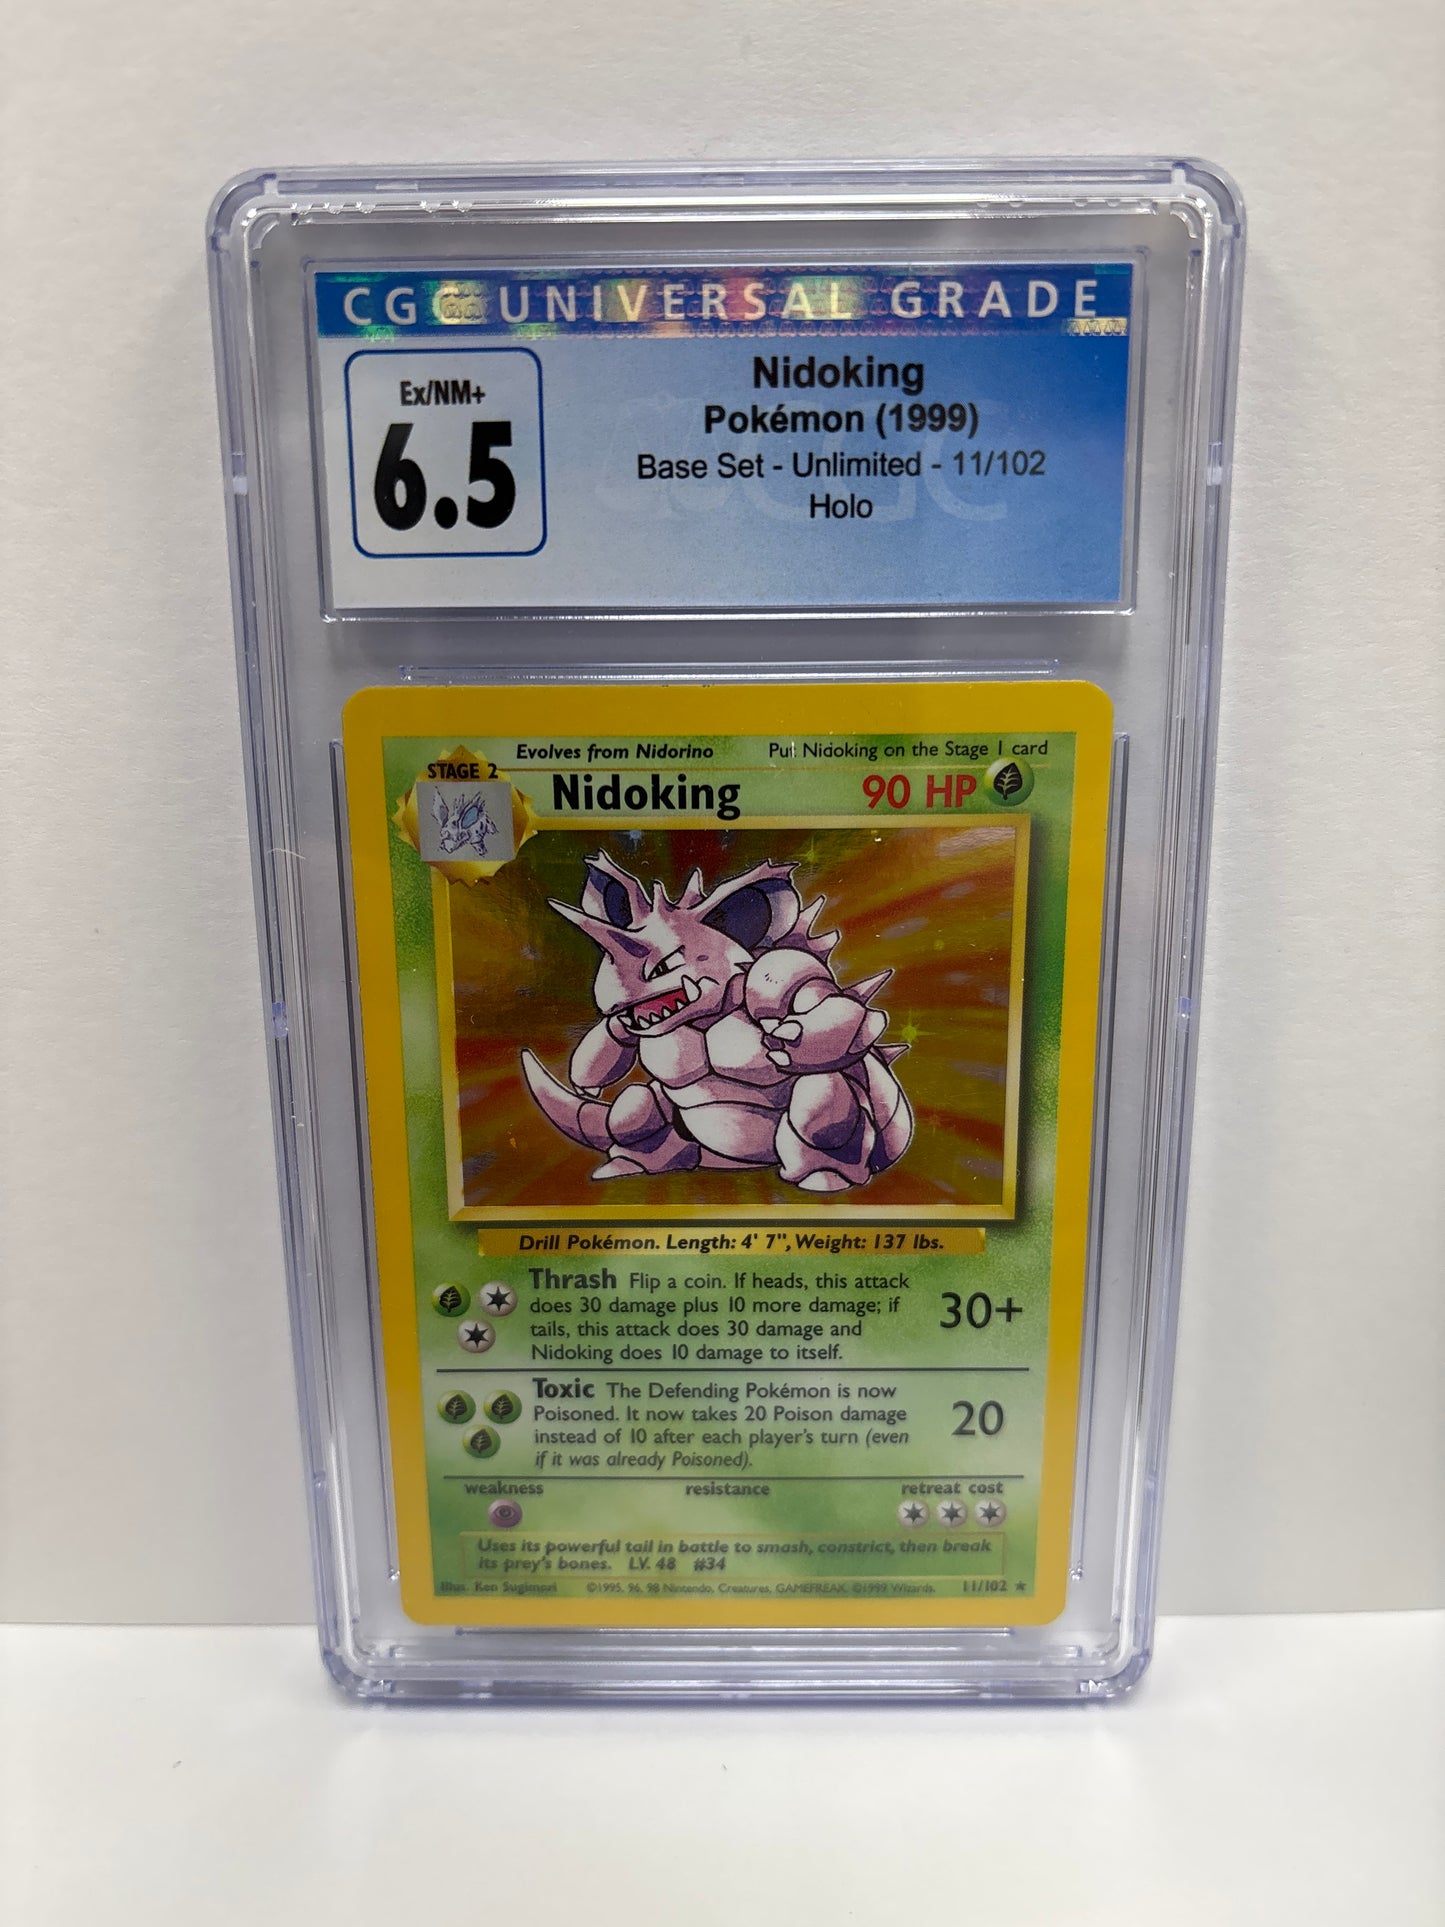 CGC UNIVERSAL GRADE
Ex/NM+
6.5
Nidoking
Pokémon (1999)
Base Set - Unlimited - 11/102
Holo
Evolves from Nidorino
Put Nidoking on the Stage 1 card
STAGE 2
Nidoking
90 HP
Drill Pokémon. Length: 4' 7", Weight: 137 lbs.
Thrash Flip a coin. If heads, this attack
does 30 damage plus 10 more damage; if
tails, this attack does 30 damage and
Nidoking does 10 damage to itself.
30+
Toxic The Defending Pokémon is now
Poisoned. It now takes 20 Poison damage
instead of 10 after each player's turn (even
if it was already Poisoned).
20
weakness
resistance
retreat cost
Uses its powerful tail in battle to smash, constrict, then break
its prey's bones. LV. 48 #34
Illus. Ken Sugimori
©1995, 96, 98 Nintendo, Creatures, GAMEFREAK. ©1999 Wizards.
11/102 ★